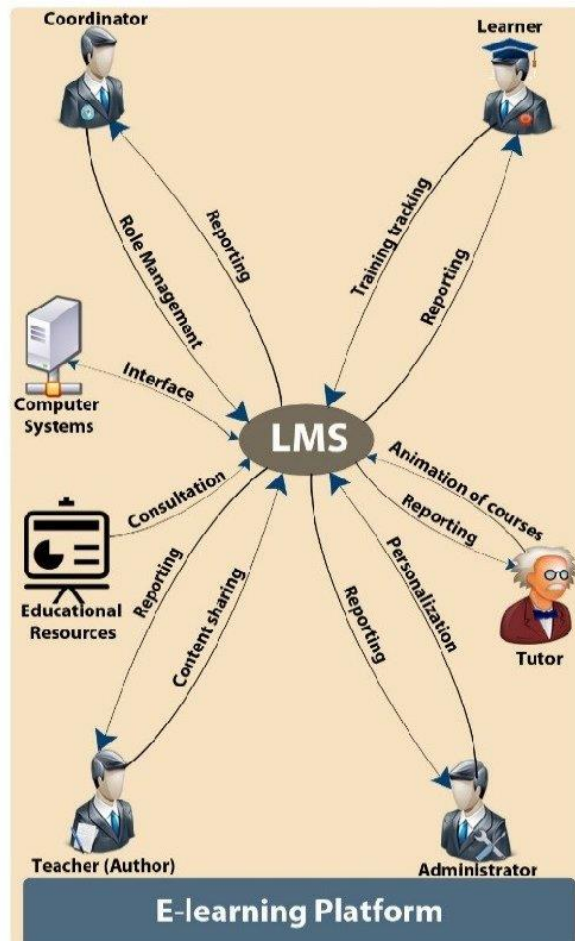 Coordinator
Learner
Role Management
Reporting
Training tracking
Reporting
Interface
Computer
Systems
LMS
Animation of courses
Reporting
Consultation
Educational
Resources
Reporting
Content sharing
Reporting
Personalization
Tutor
Teacher (Author)
Administrator
E-learning Platform